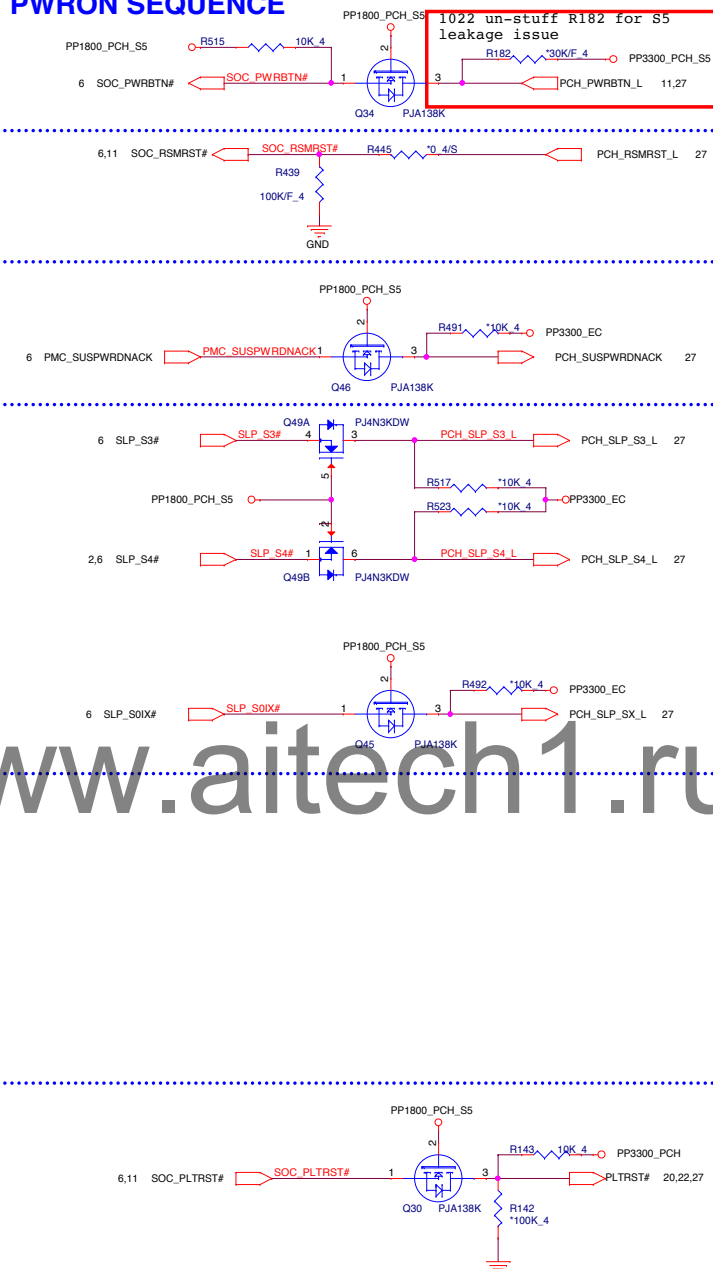 PWRON SEQUENCE
PP1800_PCH_S5
1022 un-stuff R182 for S5
leakage issue
PP1800_PCH_S5 R515 10K_4
2
R182 *30K/F_4 PP3300_PCH_S5
6 SOC_PWRBTN# SOC_PWRBTN# 1 3 PCH_PWRBTN_L 11,27
Q34 PJA138K
6,11 SOC_RSMRST# SOC_RSMRST# R445 *0_4/S PCH_RSMRST_L 27
R439
100K/F_4
GND
PP1800_PCH_S5
2
R491 *10K_4 PP3300_EC
6 PMC_SUSPWRDNACK PMC_SUSPWRDNACK 1 3 PCH_SUSPWRDNACK 27
Q46 PJA138K
Q49A PJ4N3KDW
6 SLP_S3# SLP_S3# 4 3 PCH_SLP_S3_L PCH_SLP_S3_L 27
5
R517 *10K_4
PP1800_PCH_S5 PP3300_EC
R523 *10K_4
2
2,6 SLP_S4# SLP_S4# 1 6 PCH_SLP_S4_L PCH_SLP_S4_L 27
Q49B PJ4N3KDW
PP1800_PCH_S5
2
R492 *10K_4 PP3300_EC
6 SLP_S0IX# SLP_S0IX# 1 3 PCH_SLP_SX_L 27
Q45 PJA138K
ww.aitech1.ru
PP1800_PCH_S5
2
R143 10K_4 PP3300_PCH
6,11 SOC_PLTRST# SOC_PLTRST# 1 3 PLTRST# 20,22,27
Q30 PJA138K R142
*100K_4